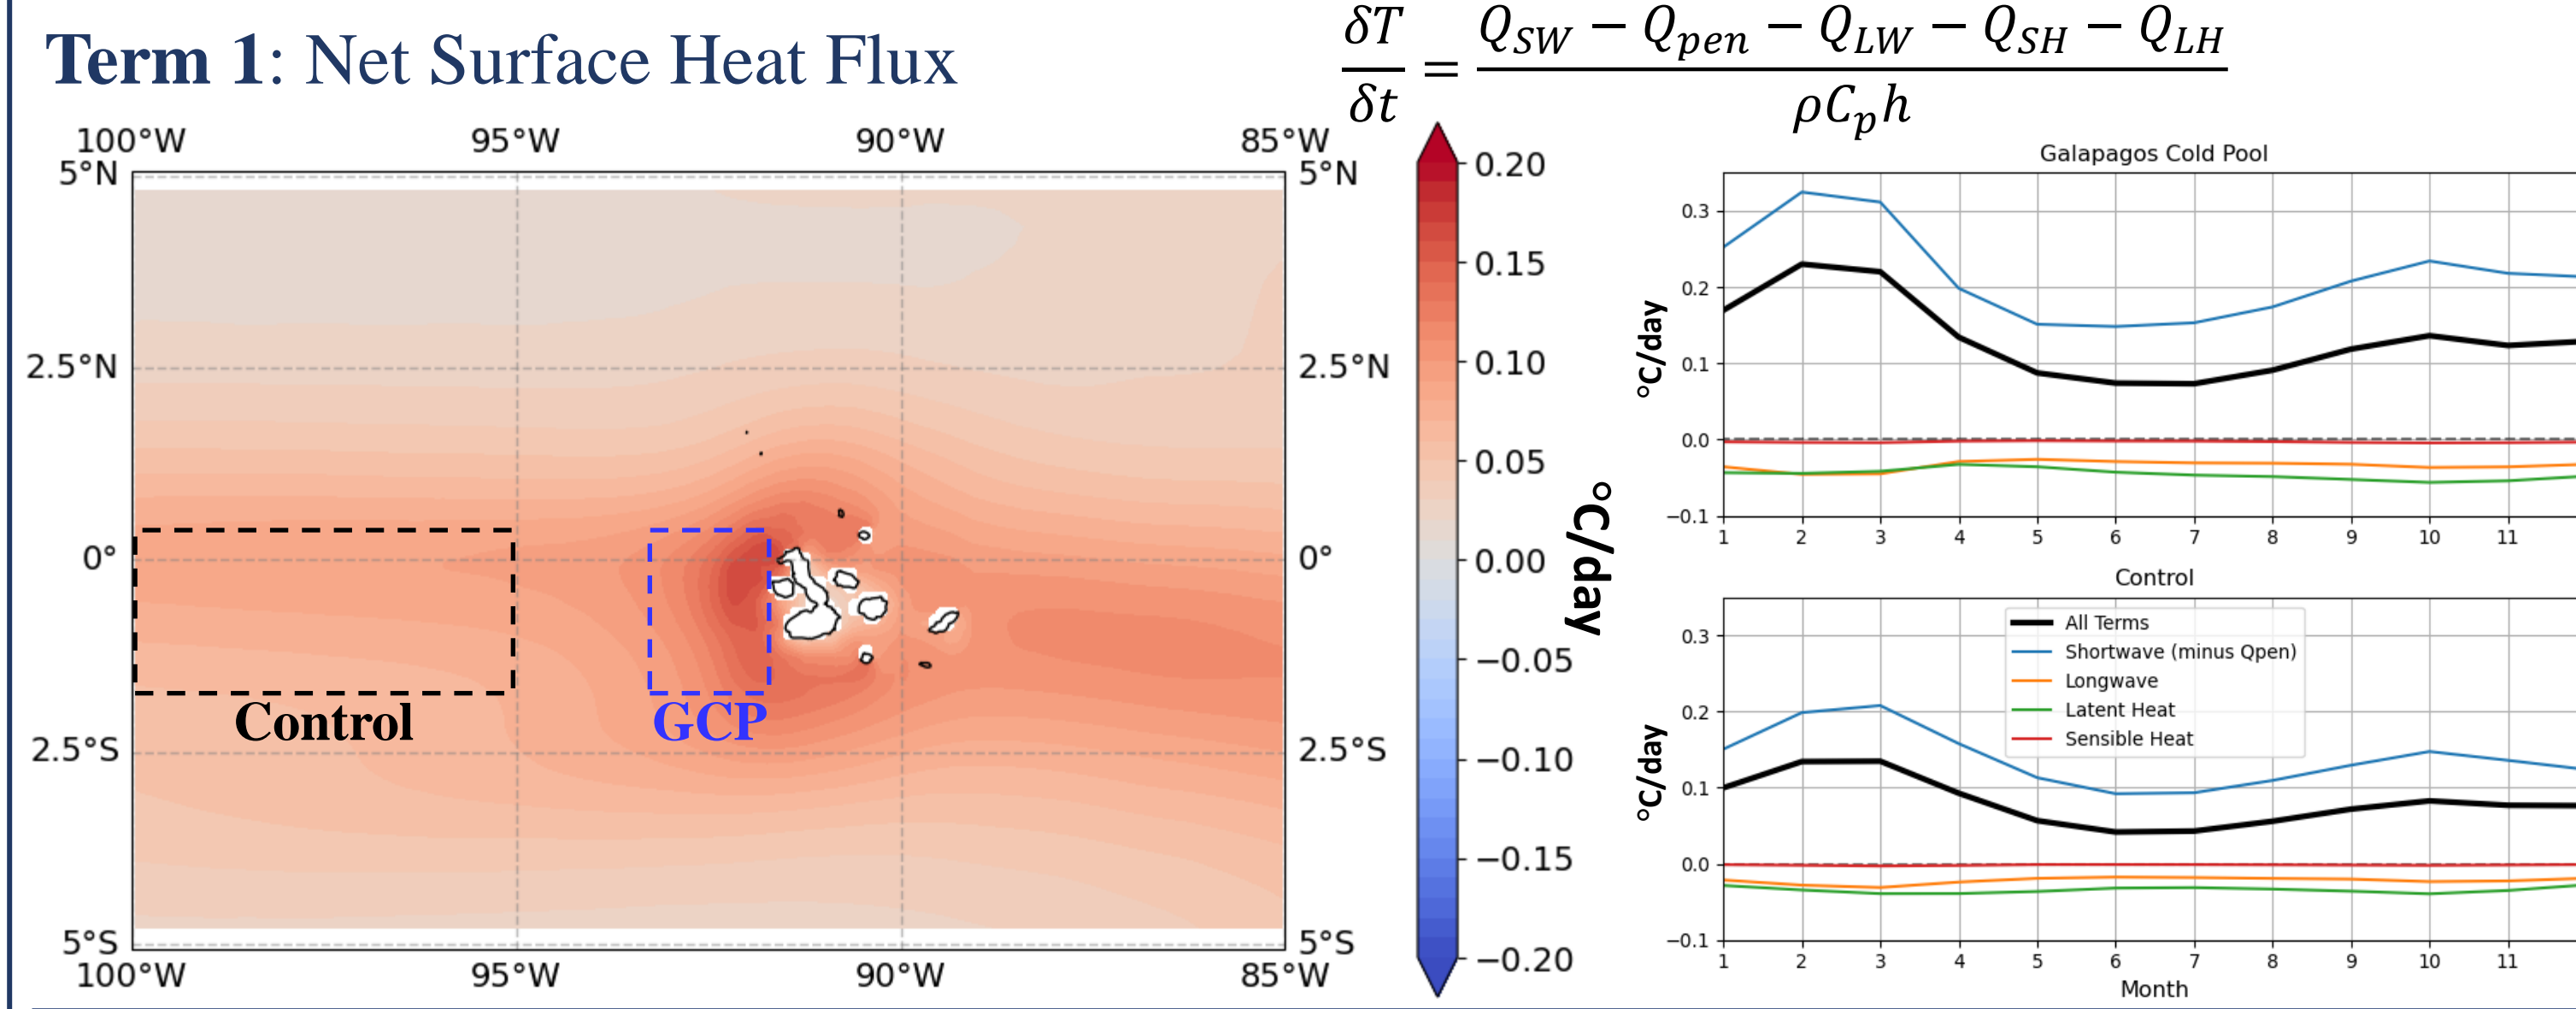 Term 1: Net Surface Heat Flux
δT/δt = (Q_SW − Q_pen − Q_LW − Q_SH − Q_LH)/(ρC_p h)
100°W 95°W 90°W 85°W
5°N 5°N
2.5°N 2.5°N
0° 0°
Control
GCP
2.5°S 2.5°S
5°S 5°S
100°W 95°W 90°W 85°W
0.20
0.15
0.10
0.05
0.00
−0.05
−0.10
−0.15
−0.20
°C/day
Galapagos Cold Pool
°C/day
0.3
0.2
0.1
0.0
−0.1
1 2 3 4 5 6 7 8 9 10 11
Control
°C/day
0.3
0.2
0.1
0.0
−0.1
All Terms
Shortwave (minus Qpen)
Longwave
Latent Heat
Sensible Heat
1 2 3 4 5 6 7 8 9 10 11
Month